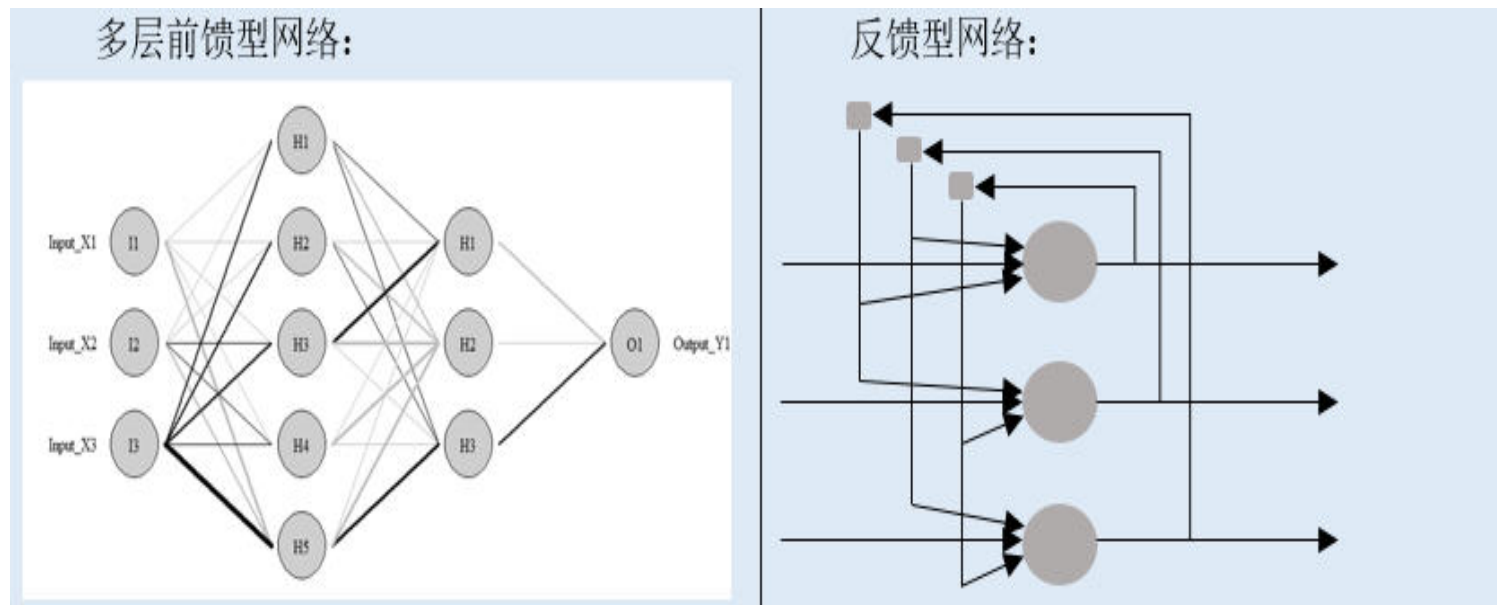 多层前馈型网络:
反馈型网络:
H1
Input_X1 I1 H2 H1
Input_X2 I2 H3 H2 O1 Output_Y1
Input_X3 I3 H4 H3
H5